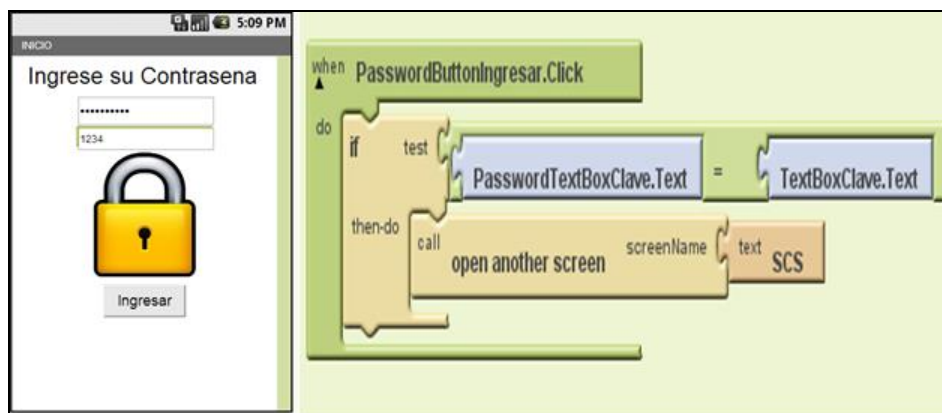 5:09 PM
INICIO
Ingrese su Contrasena
••••••••••
1234
Ingresar
when PasswordButtonIngresar.Click
do
if test PasswordTextBoxClave.Text = TextBoxClave.Text
then-do call open another screen screenName text SCS